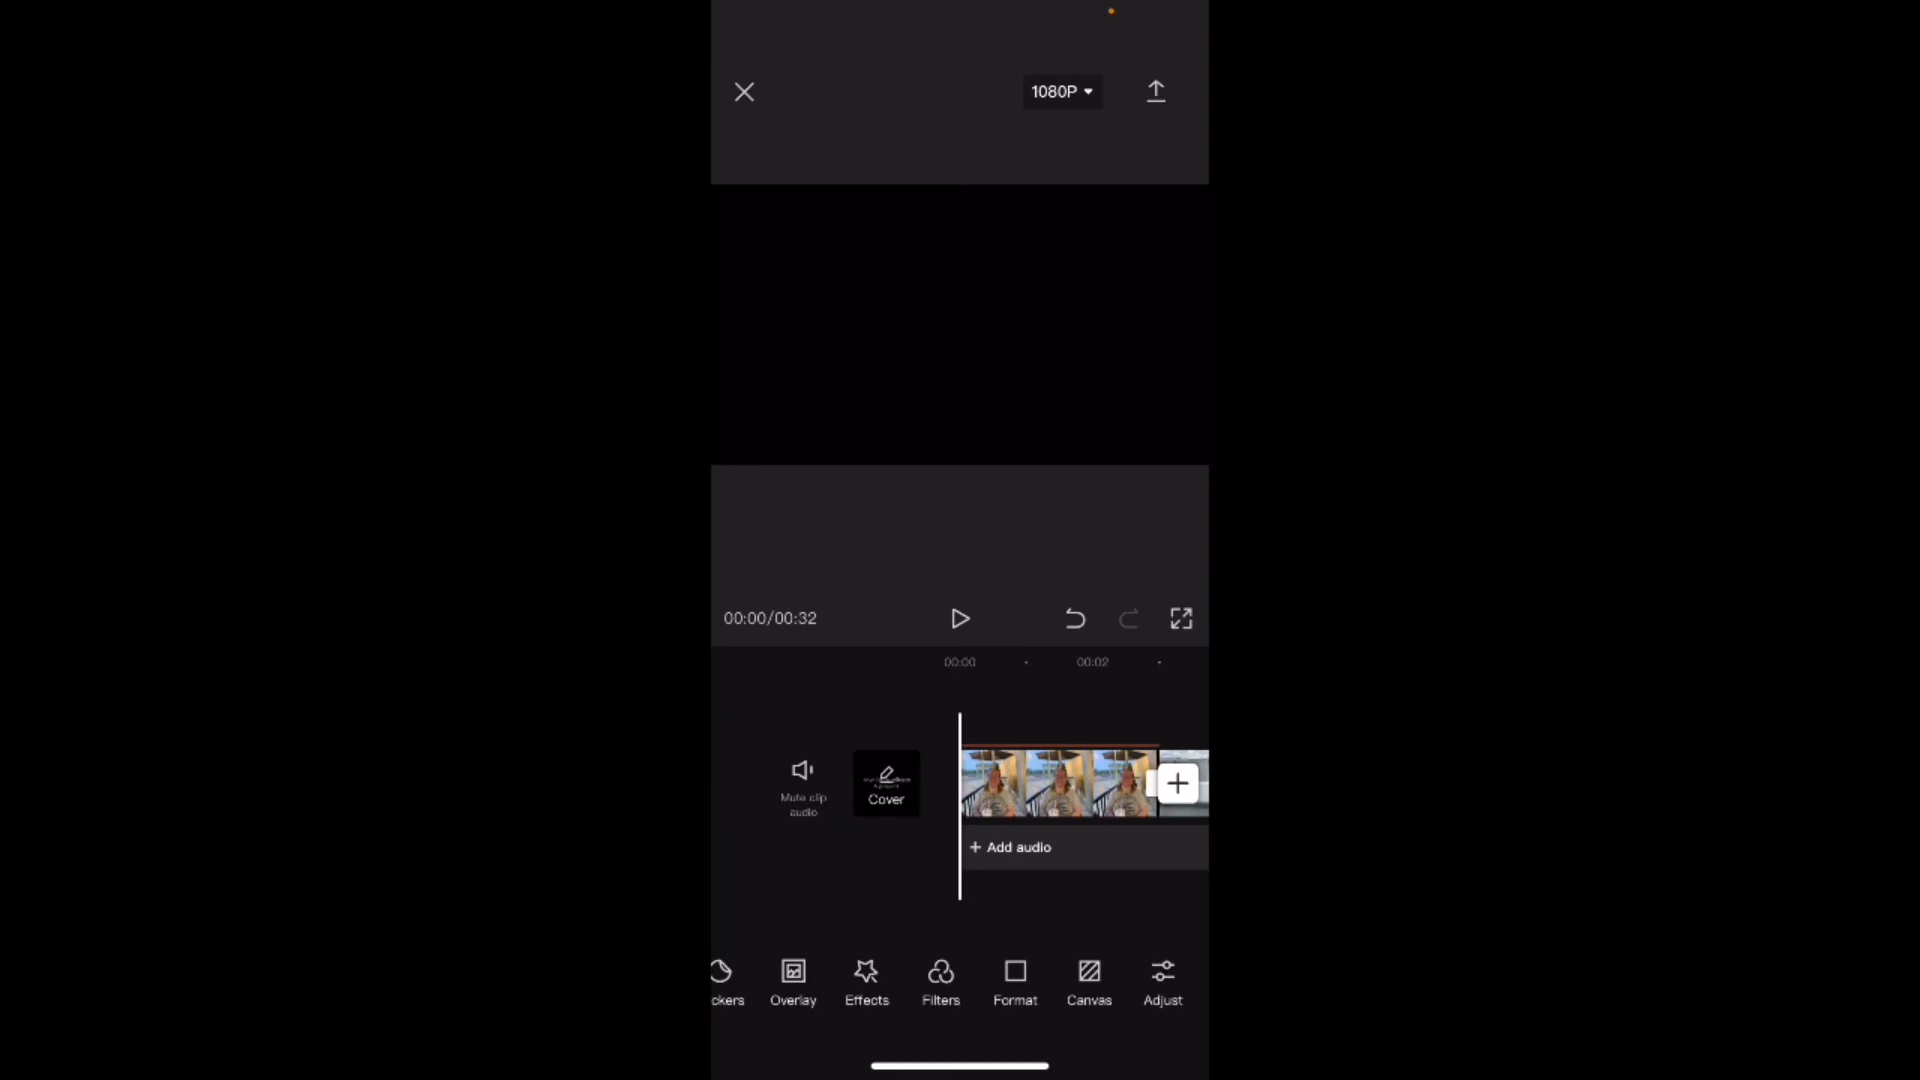 1080P
00:00/00:32
00:00 00:02
Mute clip
audio
Cover
+ Add audio
ckers Overlay Effects Filters Format Canvas Adjust